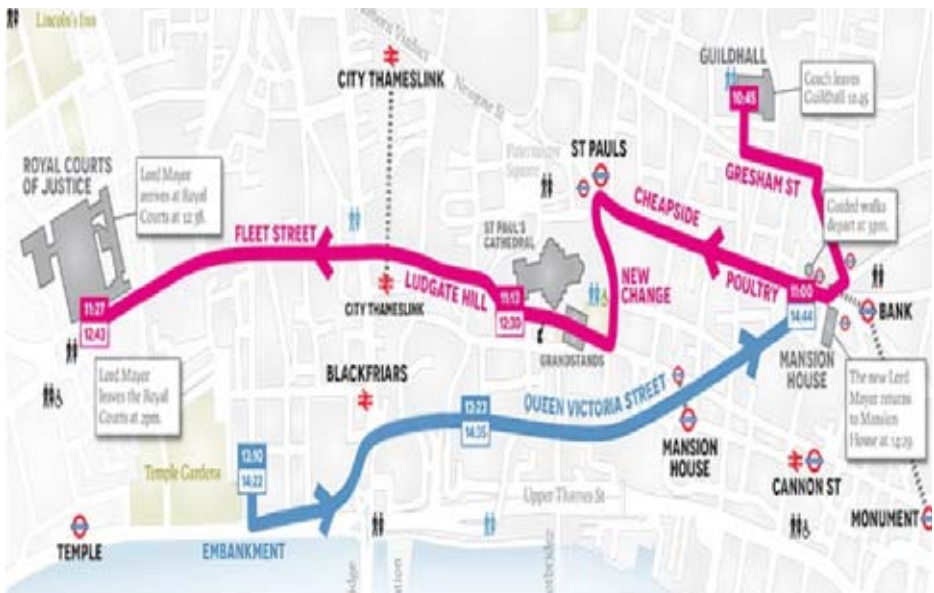 Lincoln's Inn
CITY THAMESLINK
Newgate St
GUILDHALL
10:45
Coach leaves
Guildhall 10.45
ROYAL COURTS
OF JUSTICE
Lord Mayor
arrives at Royal
Courts at 12.38.
Paternoster
Square
ST PAULS
GRESHAM ST
CHEAPSIDE
Guided walks
depart at 3pm.
FLEET STREET
ST PAUL'S
CATHEDRAL
LUDGATE HILL
CITY THAMESLINK
NEW
CHANGE
POULTRY
11:00
14:44
BANK
11:13
12:30
11:27
12:43
GRANDSTANDS
MANSION
HOUSE
Lord Mayor
leaves the Royal
Courts at 2pm.
BLACKFRIARS
QUEEN VICTORIA STREET
The new Lord
Mayor returns
to Mansion
House at 14:29
13:23
14:35
MANSION
HOUSE
13:10
14:22
Temple Gardens
CANNON ST
Upper Thames St
MONUMENT
TEMPLE
EMBANKMENT